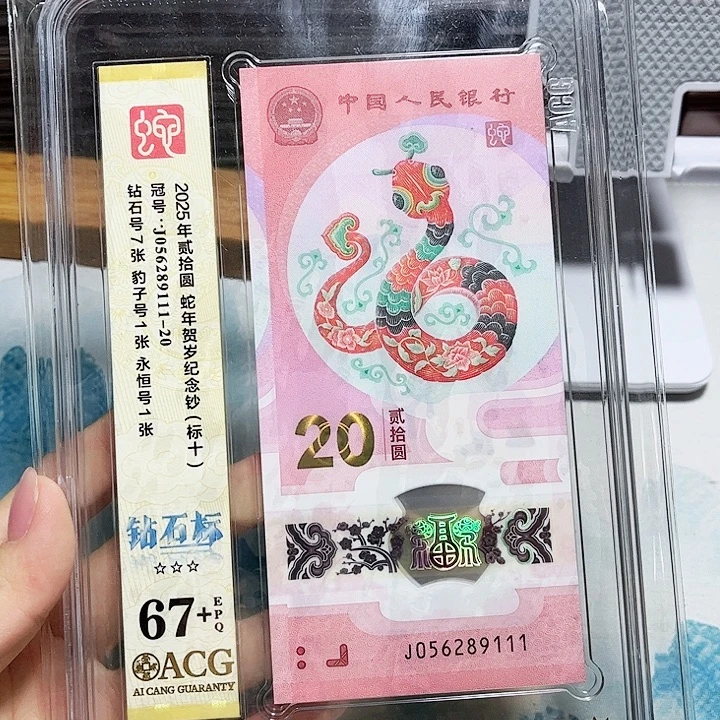 蛇
2025年贰拾圆 蛇年贺岁纪念钞(标十)
冠号:J056289111-20
钻石号7张 豹子号1张 永恒号1张
钻石标
67+EPQ
ACG
AI CANG GUARANTY
中国人民银行
蛇
20
贰拾圆
福
J056289111
ACG